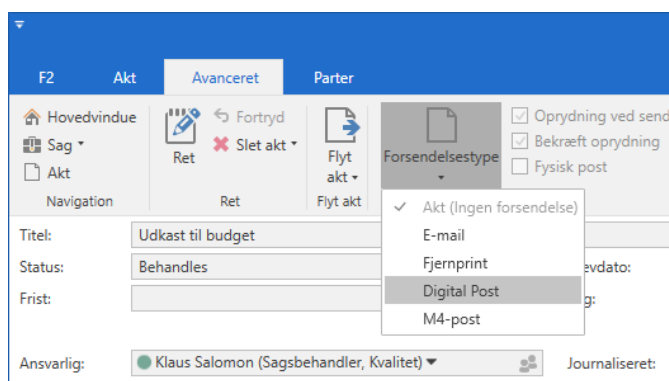 F2 Akt Avanceret Parter
Hovedvindue
Sag
Akt
Navigation
Ret
Fortryd
Slet akt
Ret
Flyt
akt
Flyt akt
Forsendelsestype
Oprydning ved send
Bekræft oprydning
Fysisk post
Akt (Ingen forsendelse)
E-mail
Fjernprint
Digital Post
M4-post
Titel: Udkast til budget
Status: Behandles evdato:
Frist: g:
Ansvarlig: Klaus Salomon (Sagsbehandler, Kvalitet) Journaliseret: